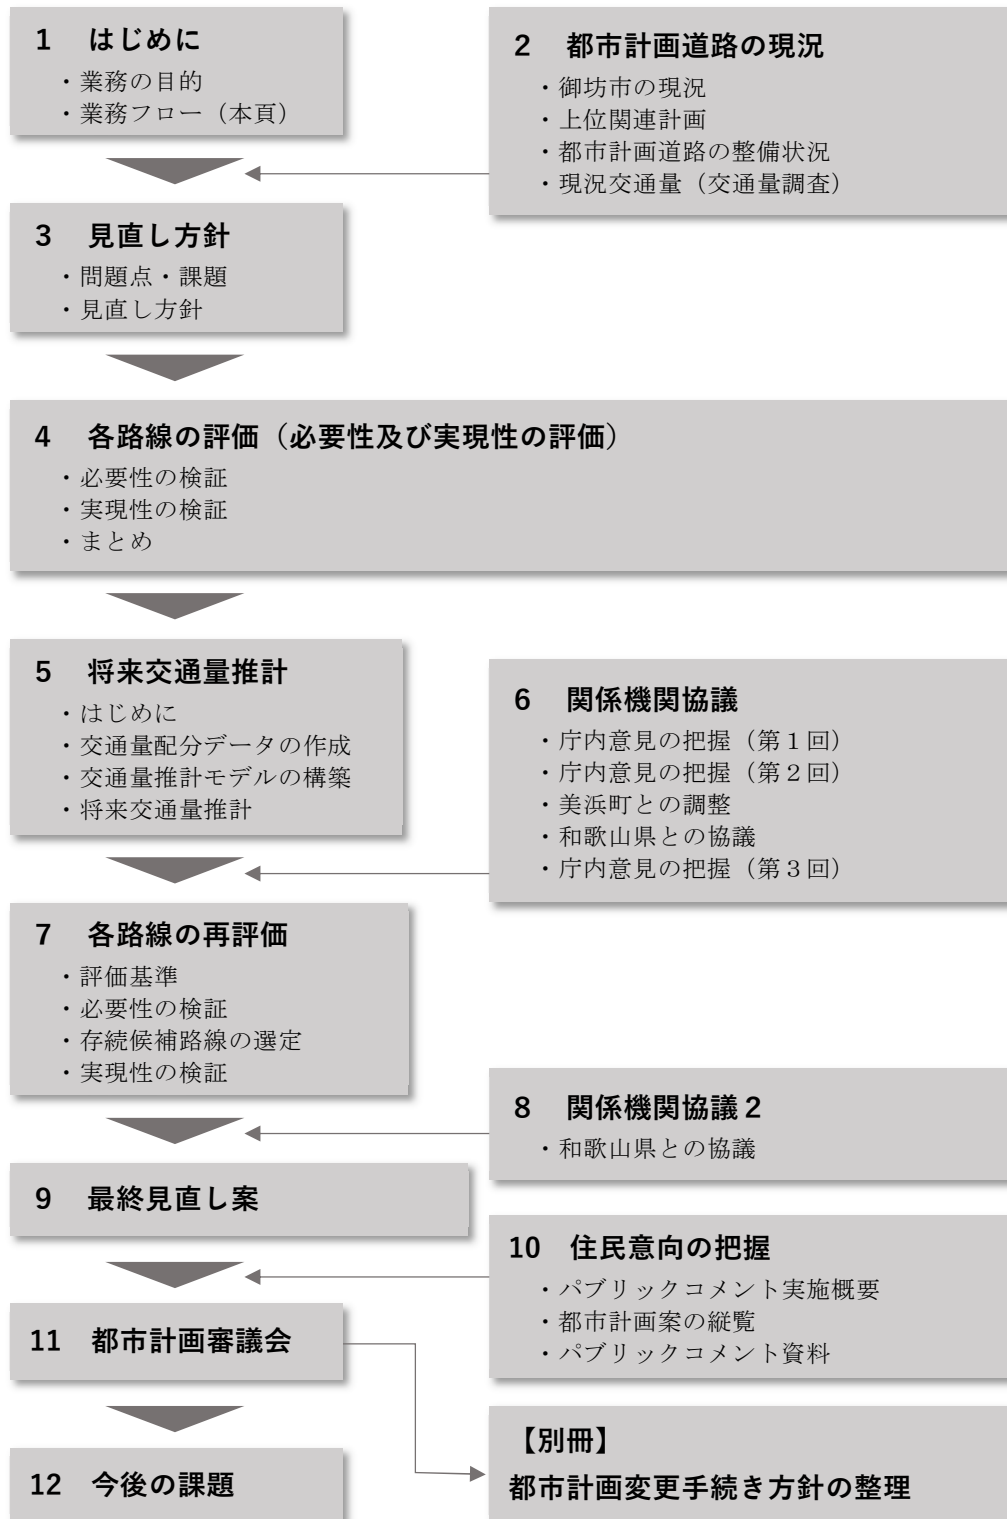 1 はじめに
・業務の目的
・業務フロー（本頁）
2 都市計画道路の現況
・御坊市の現況
・上位関連計画
・都市計画道路の整備状況
・現況交通量（交通量調査）
3 見直し方針
・問題点・課題
・見直し方針
4 各路線の評価（必要性及び実現性の評価）
・必要性の検証
・実現性の検証
・まとめ
5 将来交通量推計
・はじめに
・交通量配分データの作成
・交通量推計モデルの構築
・将来交通量推計
6 関係機関協議
・庁内意見の把握（第１回）
・庁内意見の把握（第２回）
・美浜町との調整
・和歌山県との協議
・庁内意見の把握（第３回）
7 各路線の再評価
・評価基準
・必要性の検証
・存続候補路線の選定
・実現性の検証
8 関係機関協議２
・和歌山県との協議
9 最終見直し案
10 住民意向の把握
・パブリックコメント実施概要
・都市計画案の縦覧
・パブリックコメント資料
11 都市計画審議会
【別冊】
都市計画変更手続き方針の整理
12 今後の課題